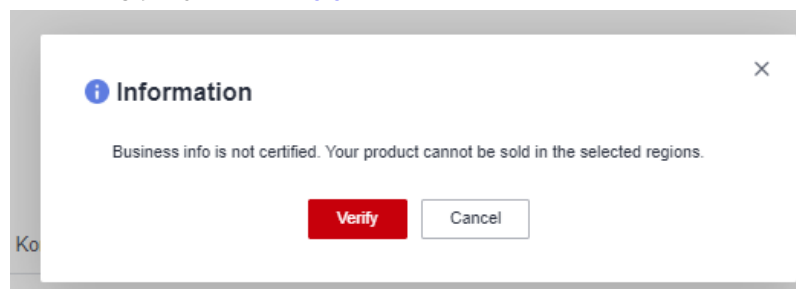 Information
Business info is not certified. Your product cannot be sold in the selected regions.
Verify
Cancel
Ko